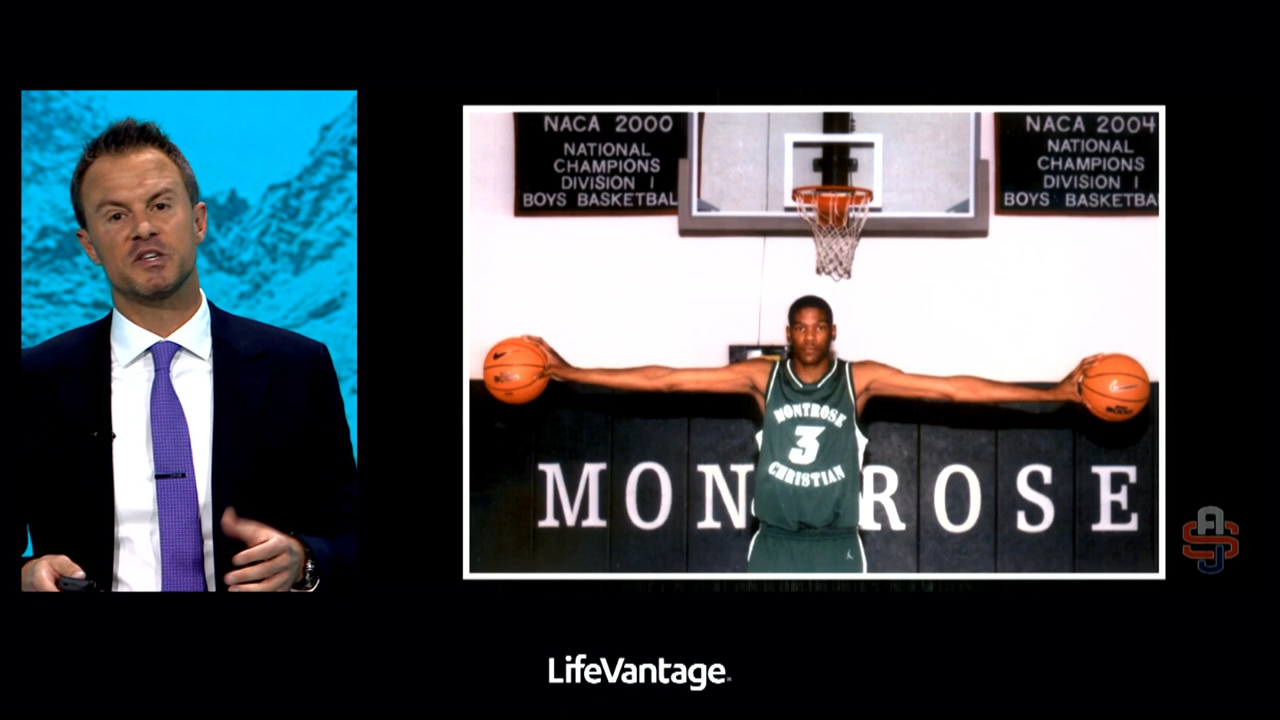 NACA 2000
NATIONAL
CHAMPIONS
DIVISION I
BOYS BASKETBAL
NACA 2004
NATIONAL
CHAMPIONS
DIVISION I
BOYS BASKETBA
MONTROSE
3
CHRISTIAN
MON ROSE
ASJ
LifeVantage